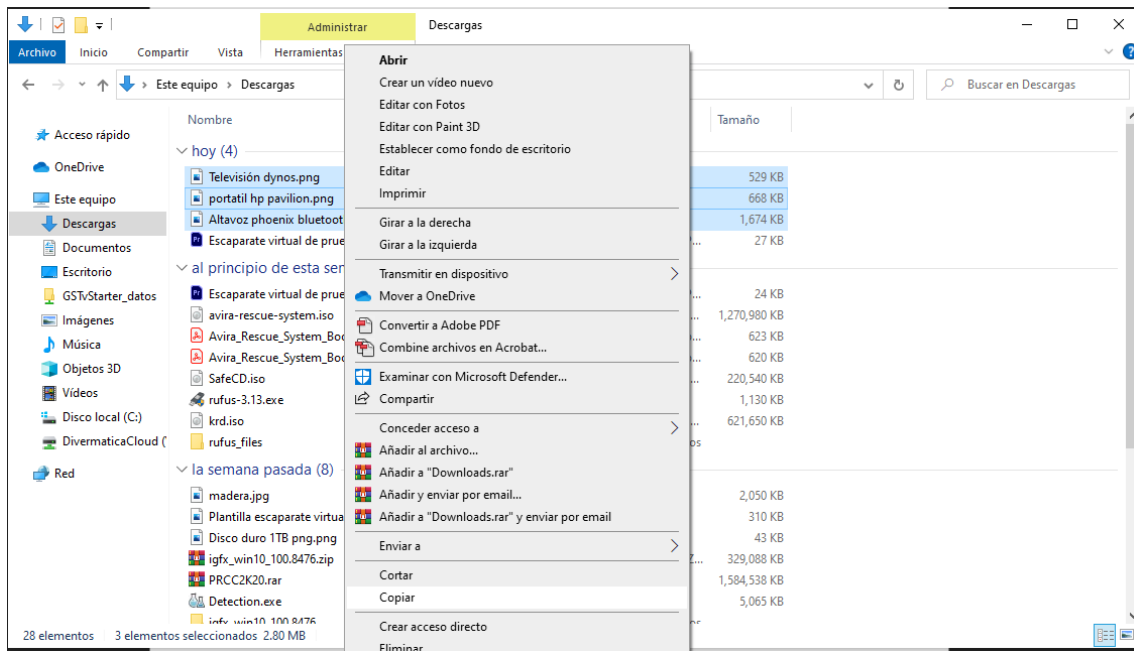 Administrar
Descargas
Archivo
Inicio
Compartir
Vista
Herramientas
Este equipo
Descargas
Buscar en Descargas
Acceso rápido
OneDrive
Este equipo
Descargas
Documentos
Escritorio
GSTvStarter_datos
Imágenes
Música
Objetos 3D
Vídeos
Disco local (C:)
DivermaticaCloud (
Red
Nombre
Tamaño
hoy (4)
Televisión dynos.png
529 KB
portatil hp pavilion.png
668 KB
Altavoz phoenix bluetoot
1,674 KB
Escaparate virtual de prue
27 KB
al principio de esta ser
Escaparate virtual de prue
24 KB
avira-rescue-system.iso
1,270,980 KB
Avira_Rescue_System_Boo
623 KB
Avira_Rescue_System_Boo
620 KB
SafeCD.iso
220,540 KB
rufus-3.13.exe
1,130 KB
krd.iso
621,650 KB
rufus_files
la semana pasada (8)
madera.jpg
2,050 KB
Plantilla escaparate virtua
310 KB
Disco duro 1TB png.png
43 KB
igfx_win10_100.8476.zip
329,088 KB
PRCC2K20.rar
1,584,538 KB
Detection.exe
5,065 KB
igfx_win10_100.8476
Abrir
Crear un vídeo nuevo
Editar con Fotos
Editar con Paint 3D
Establecer como fondo de escritorio
Editar
Imprimir
Girar a la derecha
Girar a la izquierda
Transmitir en dispositivo
Mover a OneDrive
Convertir a Adobe PDF
Combine archivos en Acrobat...
Examinar con Microsoft Defender...
Compartir
Conceder acceso a
Añadir al archivo...
Añadir a "Downloads.rar"
Añadir y enviar por email...
Añadir a "Downloads.rar" y enviar por email
Enviar a
Cortar
Copiar
Crear acceso directo
Eliminar
28 elementos
3 elementos seleccionados 2.80 MB